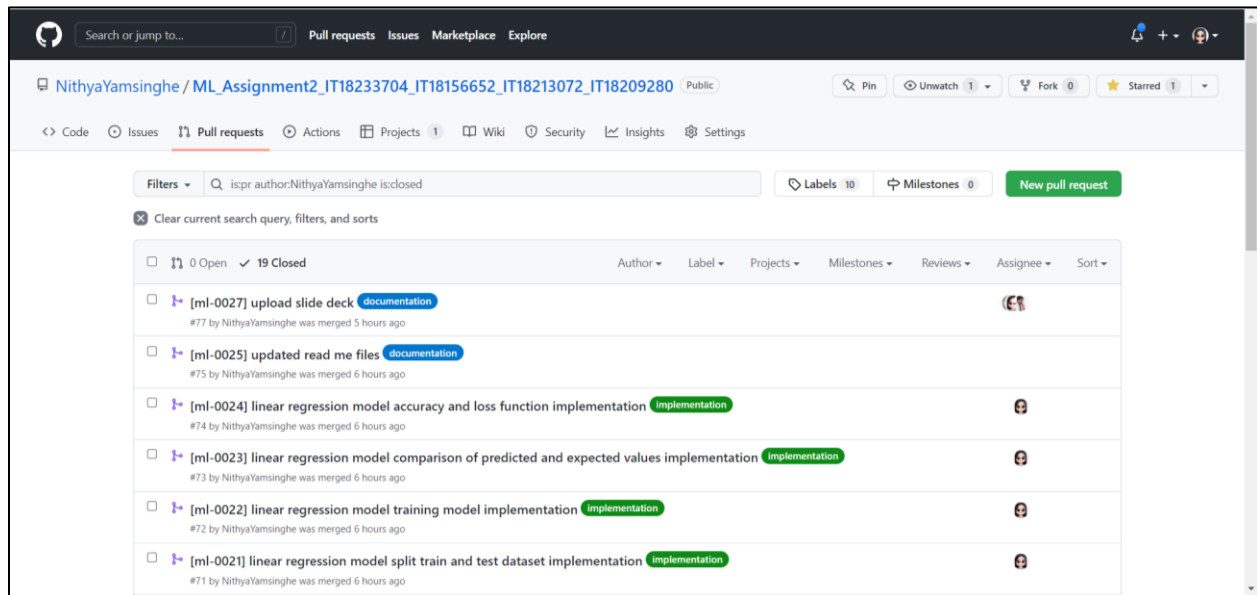 Search or jump to... / Pull requests Issues Marketplace Explore
NithyaYamsinghe / ML_Assignment2_IT18233704_IT18156652_IT18213072_IT18209280 Public Pin Unwatch 1 Fork 0 Starred 1
Code Issues Pull requests Actions Projects 1 Wiki Security Insights Settings
Filters is:pr author:NithyaYamsinghe is:closed Labels 10 Milestones 0 New pull request
Clear current search query, filters, and sorts
0 Open 19 Closed Author Label Projects Milestones Reviews Assignee Sort
[ml-0027] upload slide deck documentation
#77 by NithyaYamsinghe was merged 5 hours ago
[ml-0025] updated read me files documentation
#75 by NithyaYamsinghe was merged 6 hours ago
[ml-0024] linear regression model accuracy and loss function implementation implementation
#74 by NithyaYamsinghe was merged 6 hours ago
[ml-0023] linear regression model comparison of predicted and expected values implementation implementation
#73 by NithyaYamsinghe was merged 6 hours ago
[ml-0022] linear regression model training model implementation implementation
#72 by NithyaYamsinghe was merged 6 hours ago
[ml-0021] linear regression model split train and test dataset implementation implementation
#71 by NithyaYamsinghe was merged 6 hours ago